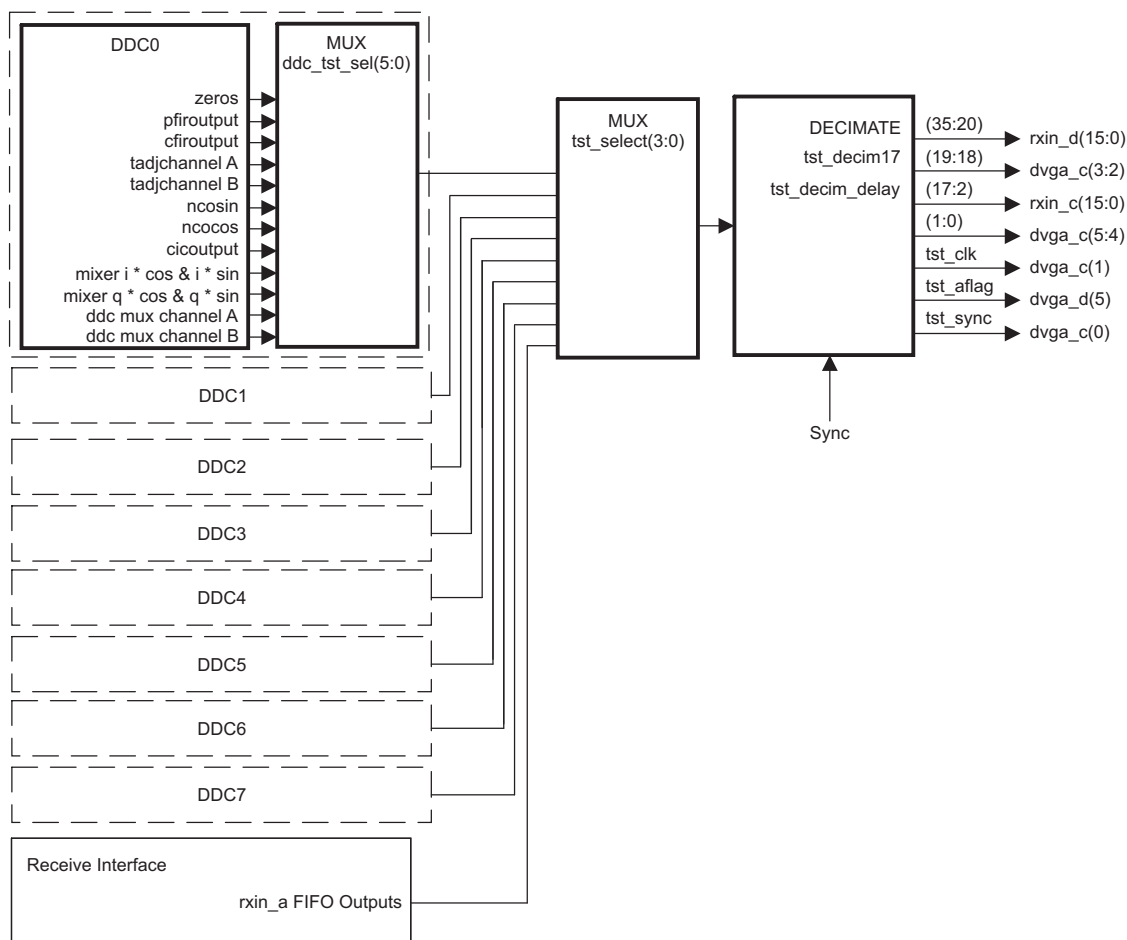 DDC0
zeros
pfiroutput
cfiroutput
tadjchannel A
tadjchannel B
ncosin
ncocos
cicoutput
mixer i * cos & i * sin
mixer q * cos & q * sin
ddc mux channel A
ddc mux channel B
MUX
ddc_tst_sel(5:0)
MUX
tst_select(3:0)
DECIMATE
tst_decim17
tst_decim_delay
(35:20)
rxin_d(15:0)
(19:18)
dvga_c(3:2)
(17:2)
rxin_c(15:0)
(1:0)
dvga_c(5:4)
tst_clk
dvga_c(1)
tst_aflag
dvga_d(5)
tst_sync
dvga_c(0)
Sync
DDC1
DDC2
DDC3
DDC4
DDC5
DDC6
DDC7
Receive Interface
rxin_a FIFO Outputs